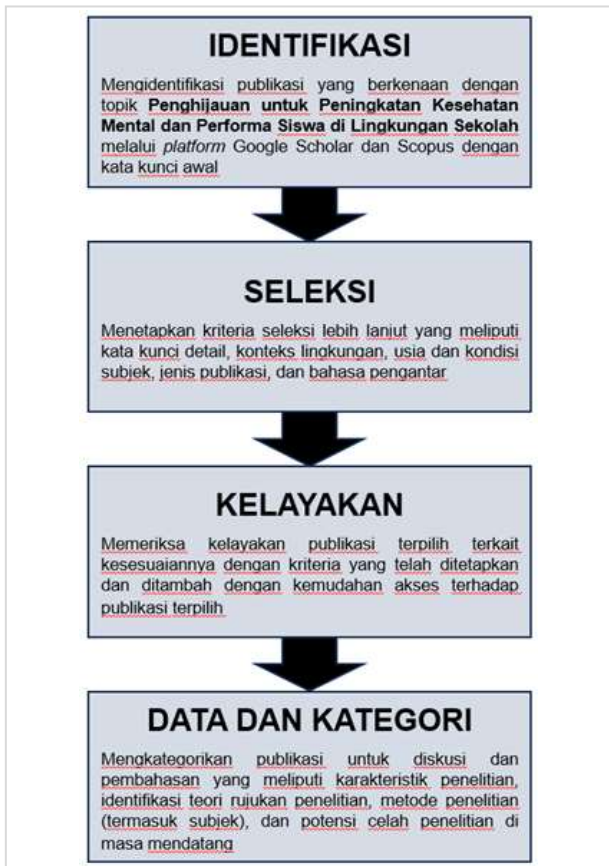 IDENTIFIKASI
Mengidentifikasi publikasi yang berkenaan dengan
topik Penghijauan untuk Peningkatan Kesehatan
Mental dan Performa Siswa di Lingkungan Sekolah
melalui platform Google Scholar dan Scopus dengan
kata kunci awal
SELEKSI
Menetapkan kriteria seleksi lebih lanjut yang meliputi
kata kunci detail, konteks lingkungan, usia dan kondisi
subjek, jenis publikasi, dan bahasa pengantar
KELAYAKAN
Memeriksa kelayakan publikasi terpilih terkait
kesesuaiannya dengan kriteria yang telah ditetapkan
dan ditambah dengan kemudahan akses terhadap
publikasi terpilih
DATA DAN KATEGORI
Mengkategorikan publikasi untuk diskusi dan
pembahasan yang meliputi karakteristik penelitian,
identifikasi teori rujukan penelitian, metode penelitian
(termasuk subjek), dan potensi celah penelitian di
masa mendatang